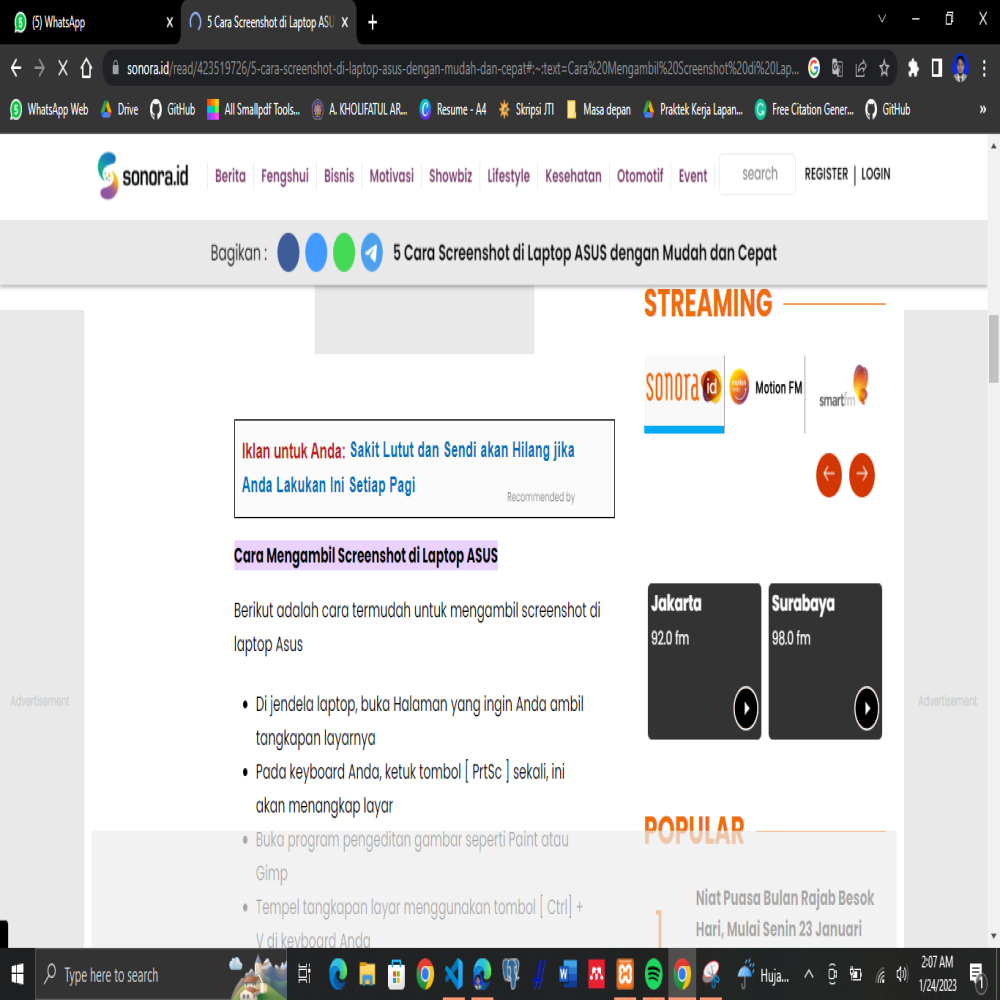 (5) WhatsApp
5 Cara Screenshot di Laptop ASU
sonora.id/read/423519726/5-cara-screenshot-di-laptop-asus-dengan-mudah-dan-cepat#:~:text=Cara%20Mengambil%20Screenshot%20di%20Lap...
WhatsApp Web
Drive
GitHub
All Smallpdf Tools...
A. KHOLIFATUL AR...
Resume - A4
Skripsi JTI
Masa depan
Praktek Kerja Lapan...
Free Citation Gener...
GitHub
»
sonora.id
Berita
Fengshui
Bisnis
Motivasi
Showbiz
Lifestyle
Kesehatan
Otomotif
Event
search
REGISTER | LOGIN
Bagikan :
5 Cara Screenshot di Laptop ASUS dengan Mudah dan Cepat
STREAMING
sonora id
Motion FM
smartfm
Iklan untuk Anda: Sakit Lutut dan Sendi akan Hilang jika
Anda Lakukan Ini Setiap Pagi
Recommended by
Cara Mengambil Screenshot di Laptop ASUS
Berikut adalah cara termudah untuk mengambil screenshot di
laptop Asus
Jakarta
92.0 fm
Surabaya
98.0 fm
Advertisement
Advertisement
• Di jendela laptop, buka Halaman yang ingin Anda ambil
tangkapan layarnya
• Pada keyboard Anda, ketuk tombol [ PrtSc ] sekali, ini
akan menangkap layar
• Buka program pengeditan gambar seperti Paint atau
Gimp
• Tempel tangkapan layar menggunakan tombol [ Ctrl] +
V di keyboard Anda
POPULAR
1
Niat Puasa Bulan Rajab Besok
Hari, Mulai Senin 23 Januari
Type here to search
Huja...
2:07 AM
1/24/2023
1